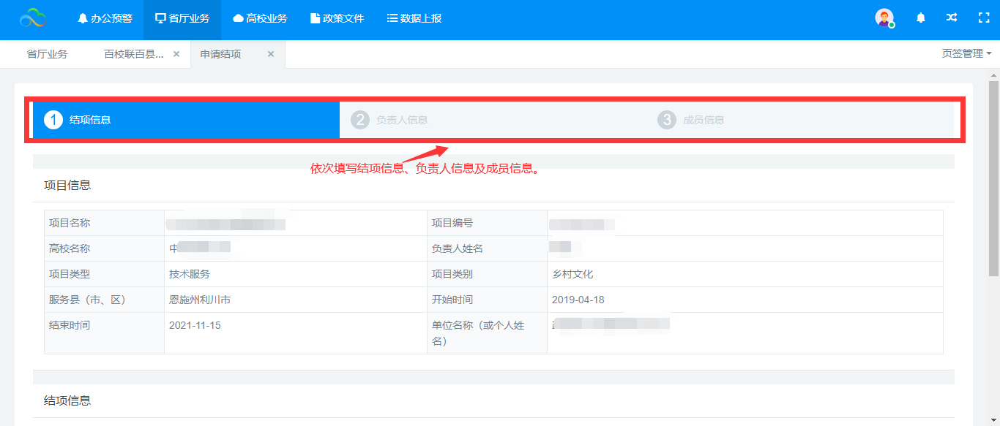 办公预警 省厅业务 高校业务 政策文件 数据上报
省厅业务 百校联百县... × 申请结项 × 页签管理
1 结项信息 2 负责人信息 3 成员信息
依次填写结项信息、负责人信息及成员信息。
项目信息
项目名称 项目编号
高校名称 中 负责人姓名
项目类型 技术服务 项目类别 乡村文化
服务县（市、区） 恩施州利川市 开始时间 2019-04-18
结束时间 2021-11-15 单位名称（或个人姓
名）
结项信息